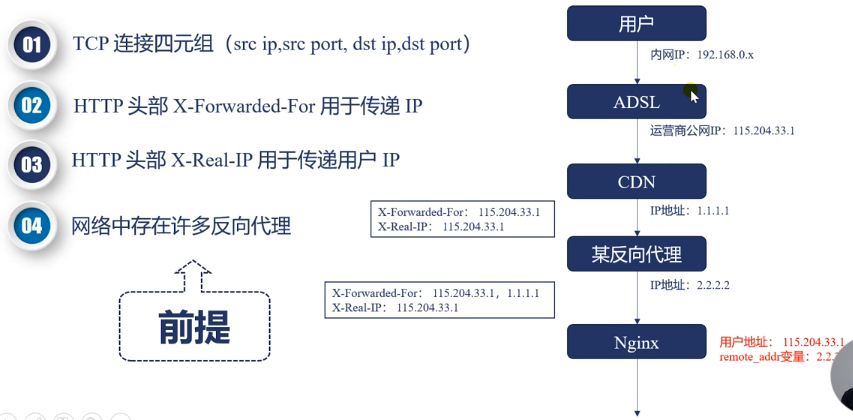 01 TCP 连接四元组（src ip,src port, dst ip,dst port）
02 HTTP 头部 X-Forwarded-For 用于传递 IP
03 HTTP 头部 X-Real-IP 用于传递用户 IP
04 网络中存在许多反向代理
前提
用户
内网IP：192.168.0.x
ADSL
运营商公网IP：115.204.33.1
CDN
IP地址：1.1.1.1
X-Forwarded-For： 115.204.33.1
X-Real-IP： 115.204.33.1
某反向代理
IP地址：2.2.2.2
X-Forwarded-For： 115.204.33.1，1.1.1.1
X-Real-IP： 115.204.33.1
Nginx
用户地址： 115.204.33.1
remote_addr变量：2.2.